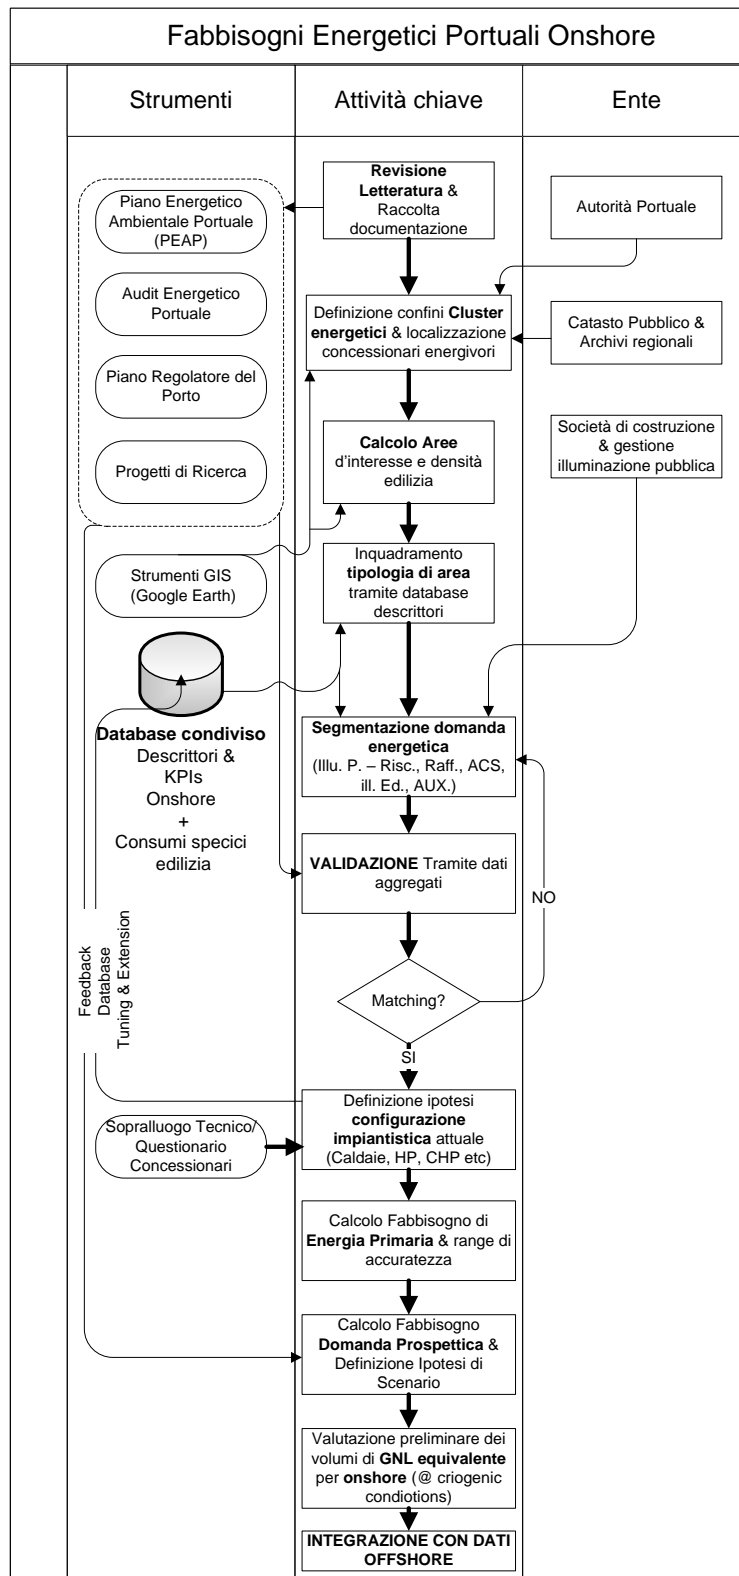 Fabbisogni Energetici Portuali Onshore
Strumenti
Attività chiave
Ente
Piano Energetico
Ambientale Portuale
(PEAP)
Audit Energetico
Portuale
Piano Regolatore del
Porto
Progetti di Ricerca
Strumenti GIS
(Google Earth)
Database condiviso
Descrittori &
KPIs
Onshore
+
Consumi specici
edilizia
Feedback
Database
Tuning & Extension
Sopralluogo Tecnico/
Questionario
Concessionari
Revisione
Letteratura &
Raccolta
documentazione
Definizione confini Cluster
energetici & localizzazione
concessionari energivori
Calcolo Aree
d'interesse e densità
edilizia
Inquadramento
tipologia di area
tramite database
descrittori
Segmentazione domanda
energetica
(Illu. P. – Risc., Raff., ACS,
ill. Ed., AUX.)
VALIDAZIONE Tramite dati
aggregati
Matching?
NO
SI
Definizione ipotesi
configurazione
impiantistica attuale
(Caldaie, HP, CHP etc)
Calcolo Fabbisogno di
Energia Primaria & range di
accuratezza
Calcolo Fabbisogno
Domanda Prospettica &
Definizione Ipotesi di
Scenario
Valutazione preliminare dei
volumi di GNL equivalente
per onshore (@ criogenic
condiotions)
INTEGRAZIONE CON DATI
OFFSHORE
Autorità Portuale
Catasto Pubblico &
Archivi regionali
Società di costruzione
& gestione
illuminazione pubblica